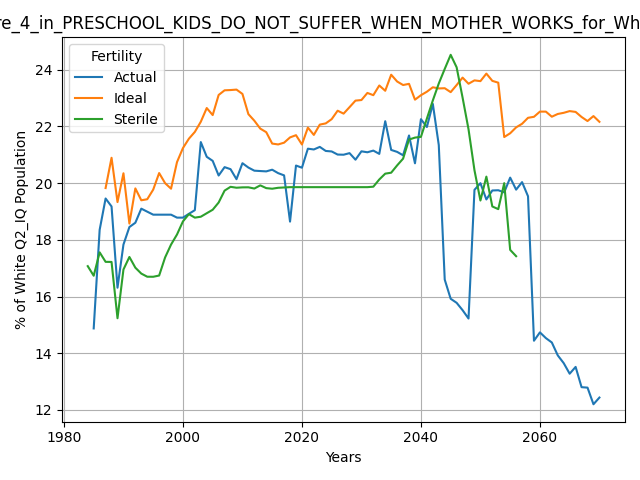 re_4_in_PRESCHOOL_KIDS_DO_NOT_SUFFER_WHEN_MOTHER_WORKS_for_Wh
Fertility
Actual
Ideal
Sterile
% of White Q2_IQ Population
24
22
20
18
16
14
12
1980
2000
2020
2040
2060
Years